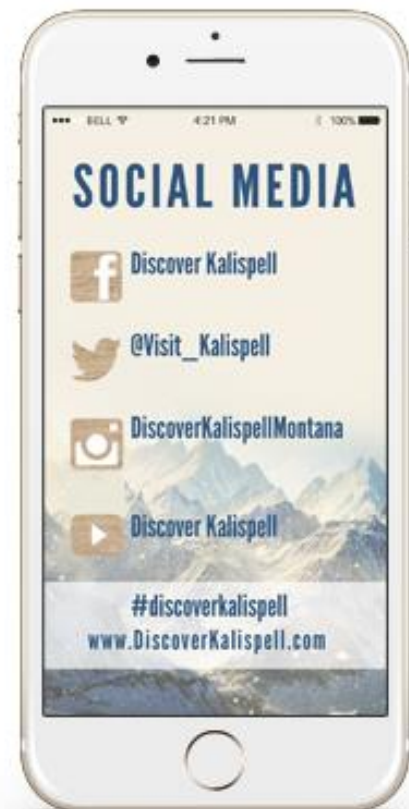 BELL 4:21 PM 100%
SOCIAL MEDIA
f Discover Kalispell
@Visit_Kalispell
DiscoverKalispellMontana
Discover Kalispell
#discoverkalispell
www.DiscoverKalispell.com